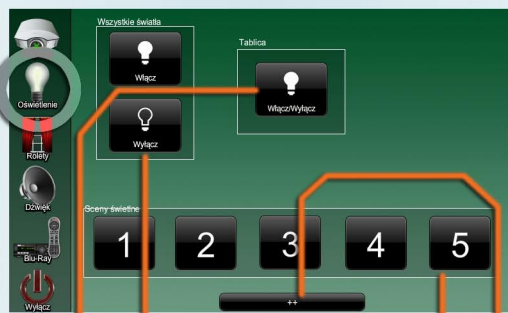 Wszystkie światła
Włącz
Wyłącz
Tablica
Włącz/Wyłącz
Oświetlenie
Rolety
Dźwięk
Blu-Ray
Wyłącz
Sceny świetlne
1
2
3
4
5
++